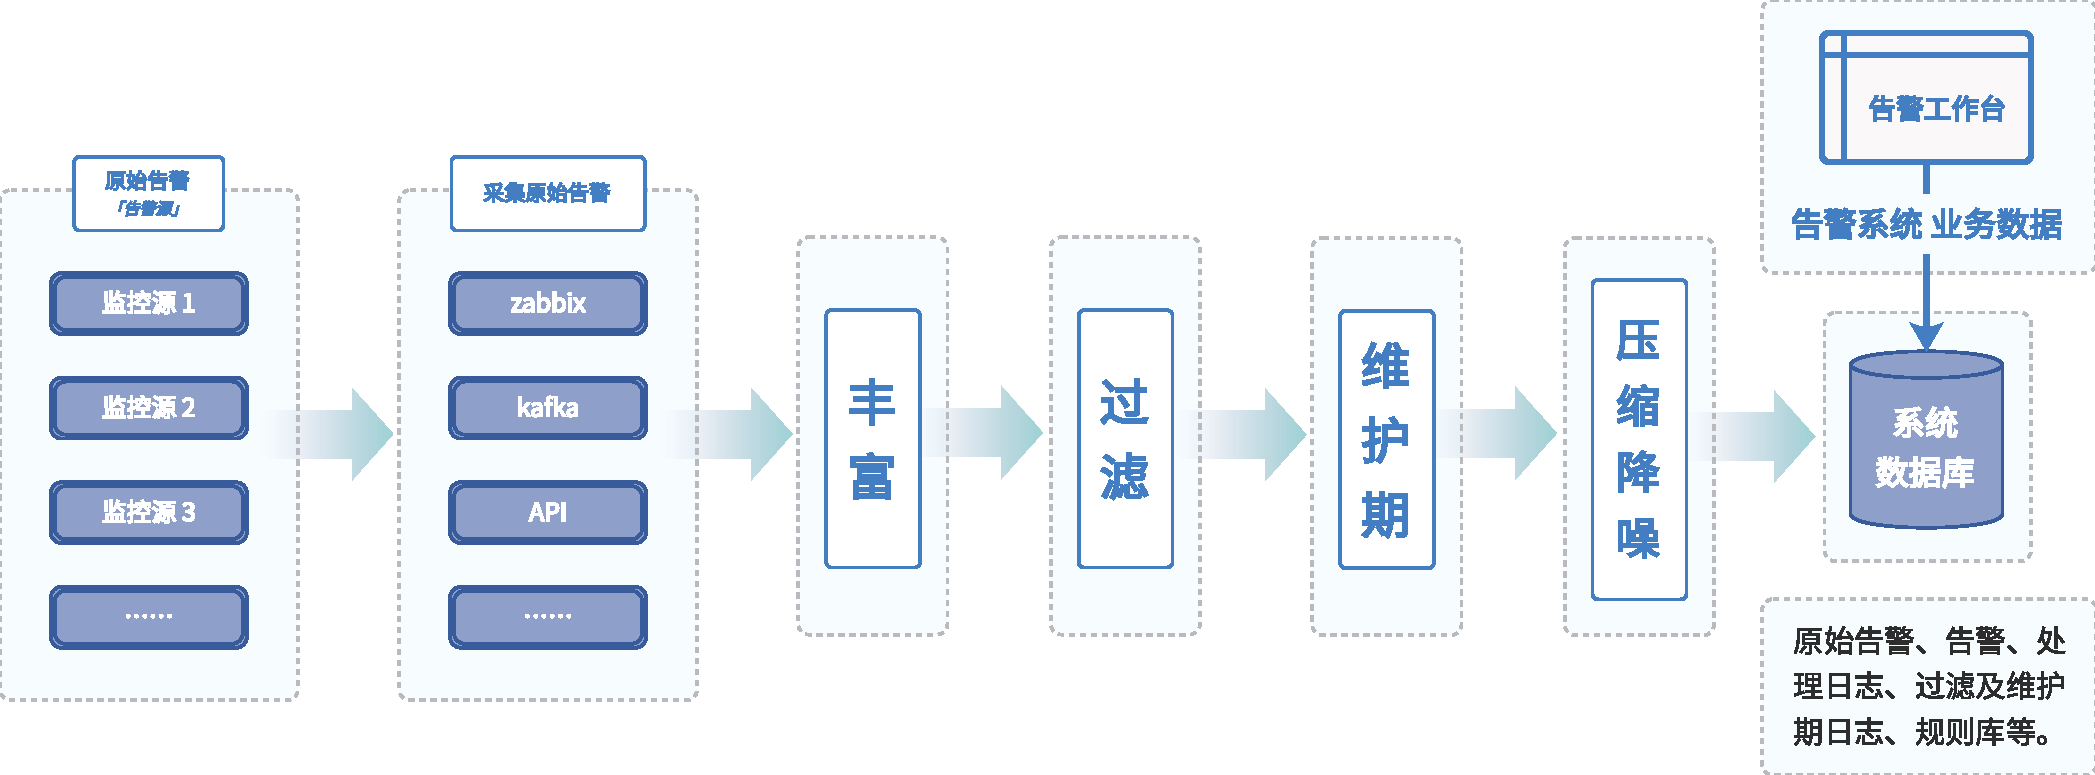 原始告警
「告警源」
监控源 1
监控源 2
监控源 3
······
采集原始告警
zabbix
kafka
API
······
丰富
过滤
维护期
压缩降噪
告警工作台
告警系统 业务数据
系统
数据库
原始告警、告警、处
理日志、过滤及维护
期日志、规则库等。